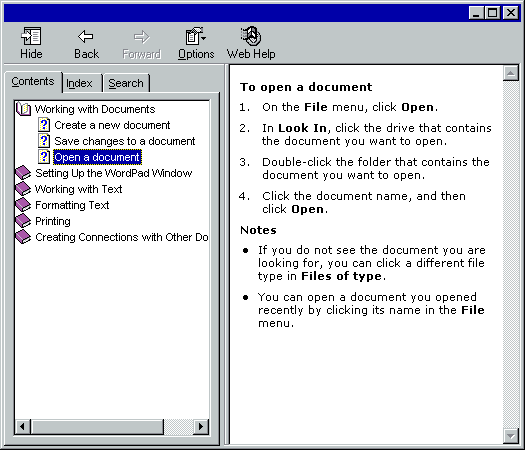 Hide Back Forward Options Web Help
Contents Index Search
Working with Documents
Create a new document
Save changes to a document
Open a document
Setting Up the WordPad Window
Working with Text
Formatting Text
Printing
Creating Connections with Other Do
To open a document
1. On the File menu, click Open.
2. In Look In, click the drive that contains
the document you want to open.
3. Double-click the folder that contains the
document you want to open.
4. Click the document name, and then
click Open.
Notes
• If you do not see the document you are
looking for, you can click a different file
type in Files of type.
• You can open a document you opened
recently by clicking its name in the File
menu.